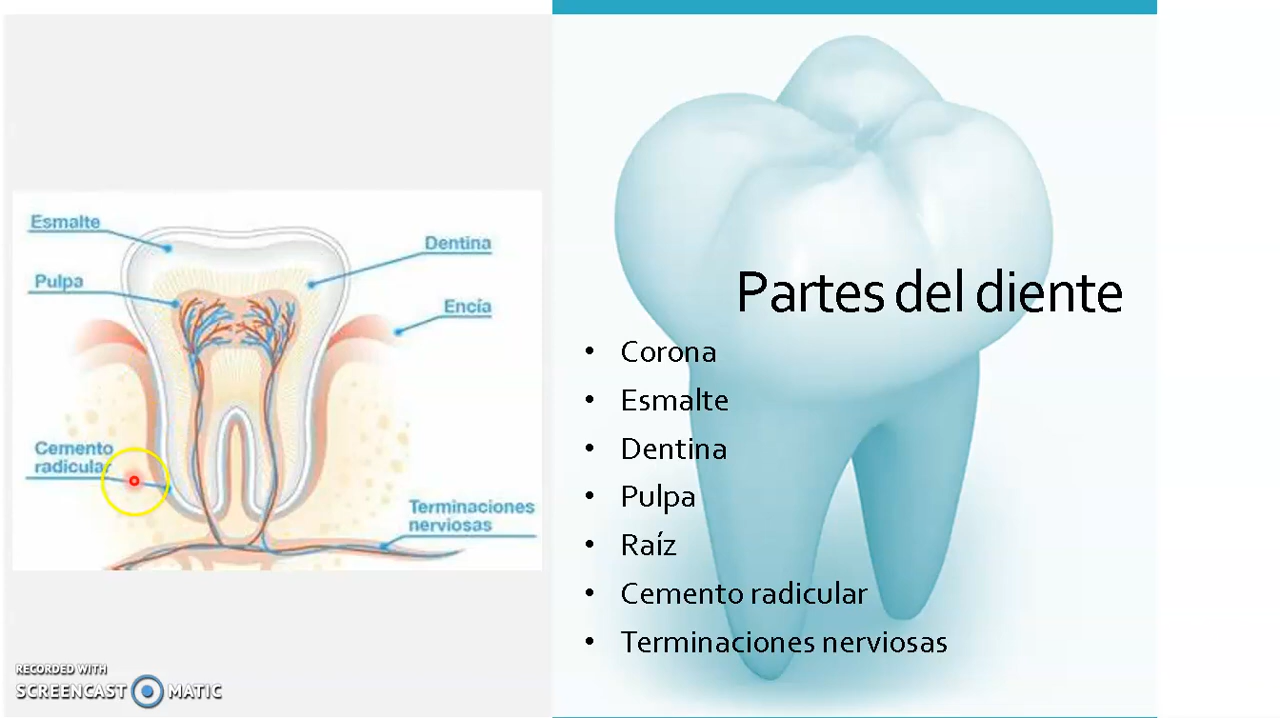 Esmalte
Dentina
Pulpa
Encía
Cemento
radicular
Terminaciones
nerviosas
Partes del diente
• Corona
• Esmalte
• Dentina
• Pulpa
• Raíz
• Cemento radicular
• Terminaciones nerviosas
RECORDED WITH
SCREENCAST MATIC